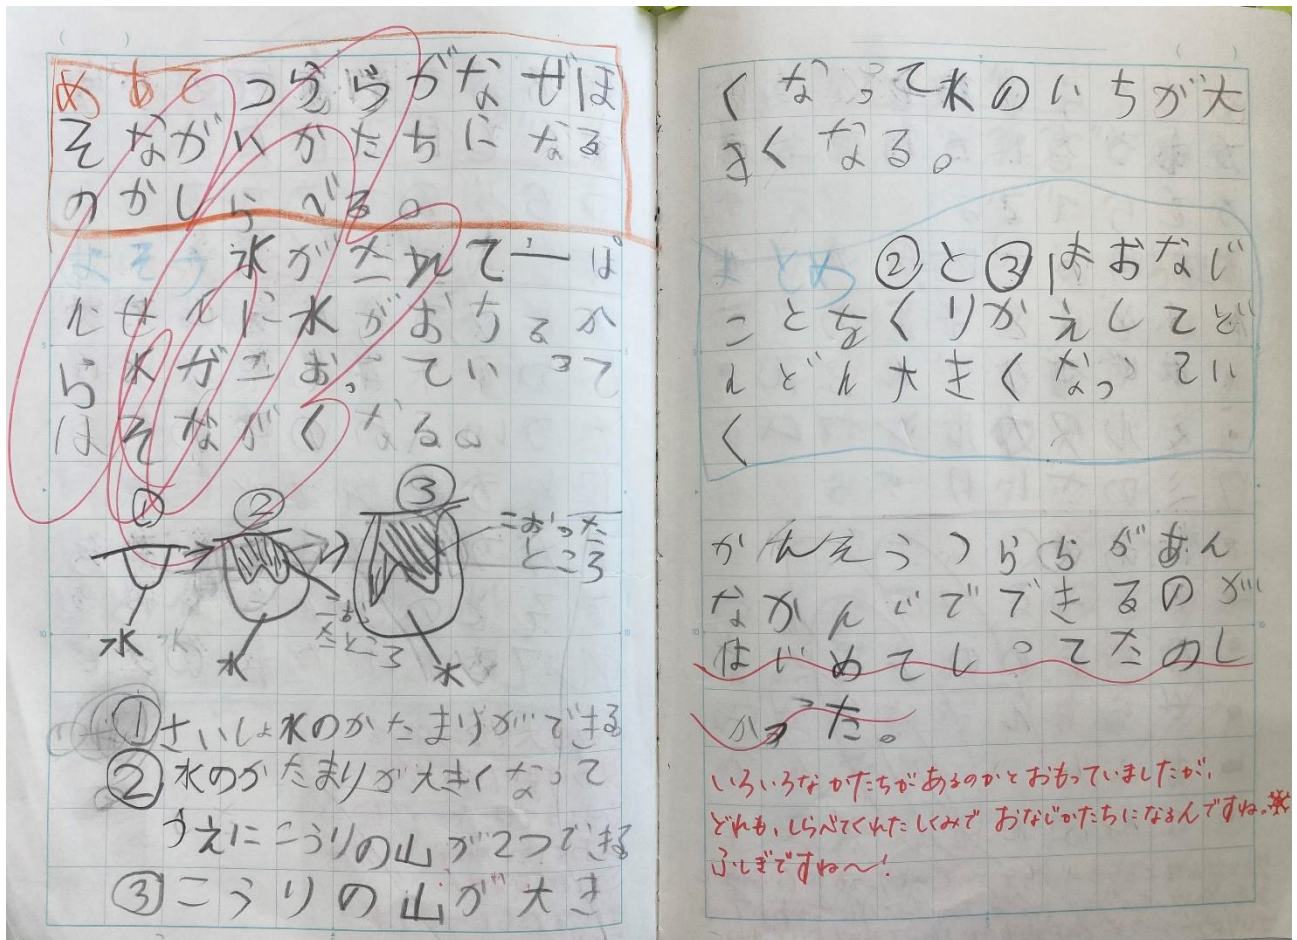 めあて つららがなぜほ
そながいかたちになる
のかしらべる。
よそう 水がたれて一ぱ
んせんに水がおちるか
ら水がこおっていって
ほそながくなる。
① ② ③
こおった
ところ
こおっ
たところ
水 水 水
①さいしょ水のかたまりができる
②水のかたまりが大きくなって
うえにこうりの山が2つできる
③こうりの山が大き
くなって水のいちが大
きくなる。
まとめ ②と③はおなじ
ことをくりかえしてど
んどん大きくなってい
く
かんそうつららがあん
なかんじでできるのが
はじめてしってたのし
かった。
いろいろなかたちがあるのかとおもっていましたが、
どれも、しらべてくれたしくみでおなじかたちになるんですね。
ふしぎですね〜!